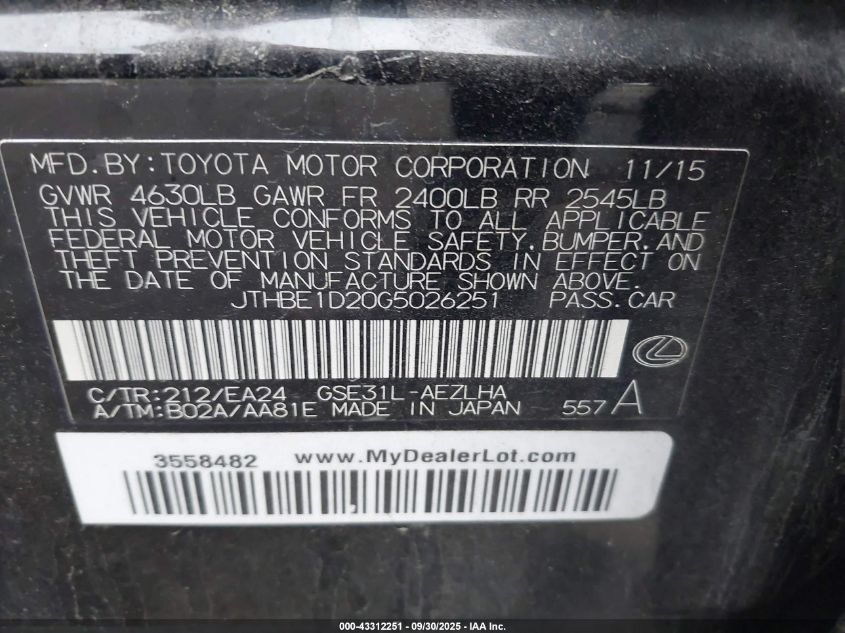 MFD.BY:TOYOTA MOTOR CORPORATION 11/15
GVWR 4630LB GAWR FR 2400LB RR 2545LB
THIS VEHICLE CONFORMS TO ALL APPLICABLE
FEDERAL MOTOR VEHICLE SAFETY,BUMPER,AND
THEFT PREVENTION STANDARDS IN EFFECT ON
THE DATE OF MANUFACTURE SHOWN ABOVE.
JTHBE1D20G5026251 PASS.CAR
C/TR:212/EA24 GSE31L-AEZLHA
A/TM:B02A/AA81E MADE IN JAPAN 557A
3558482 www.MyDealerLot.com
000-43312251 - 09/30/2025 - IAA Inc.